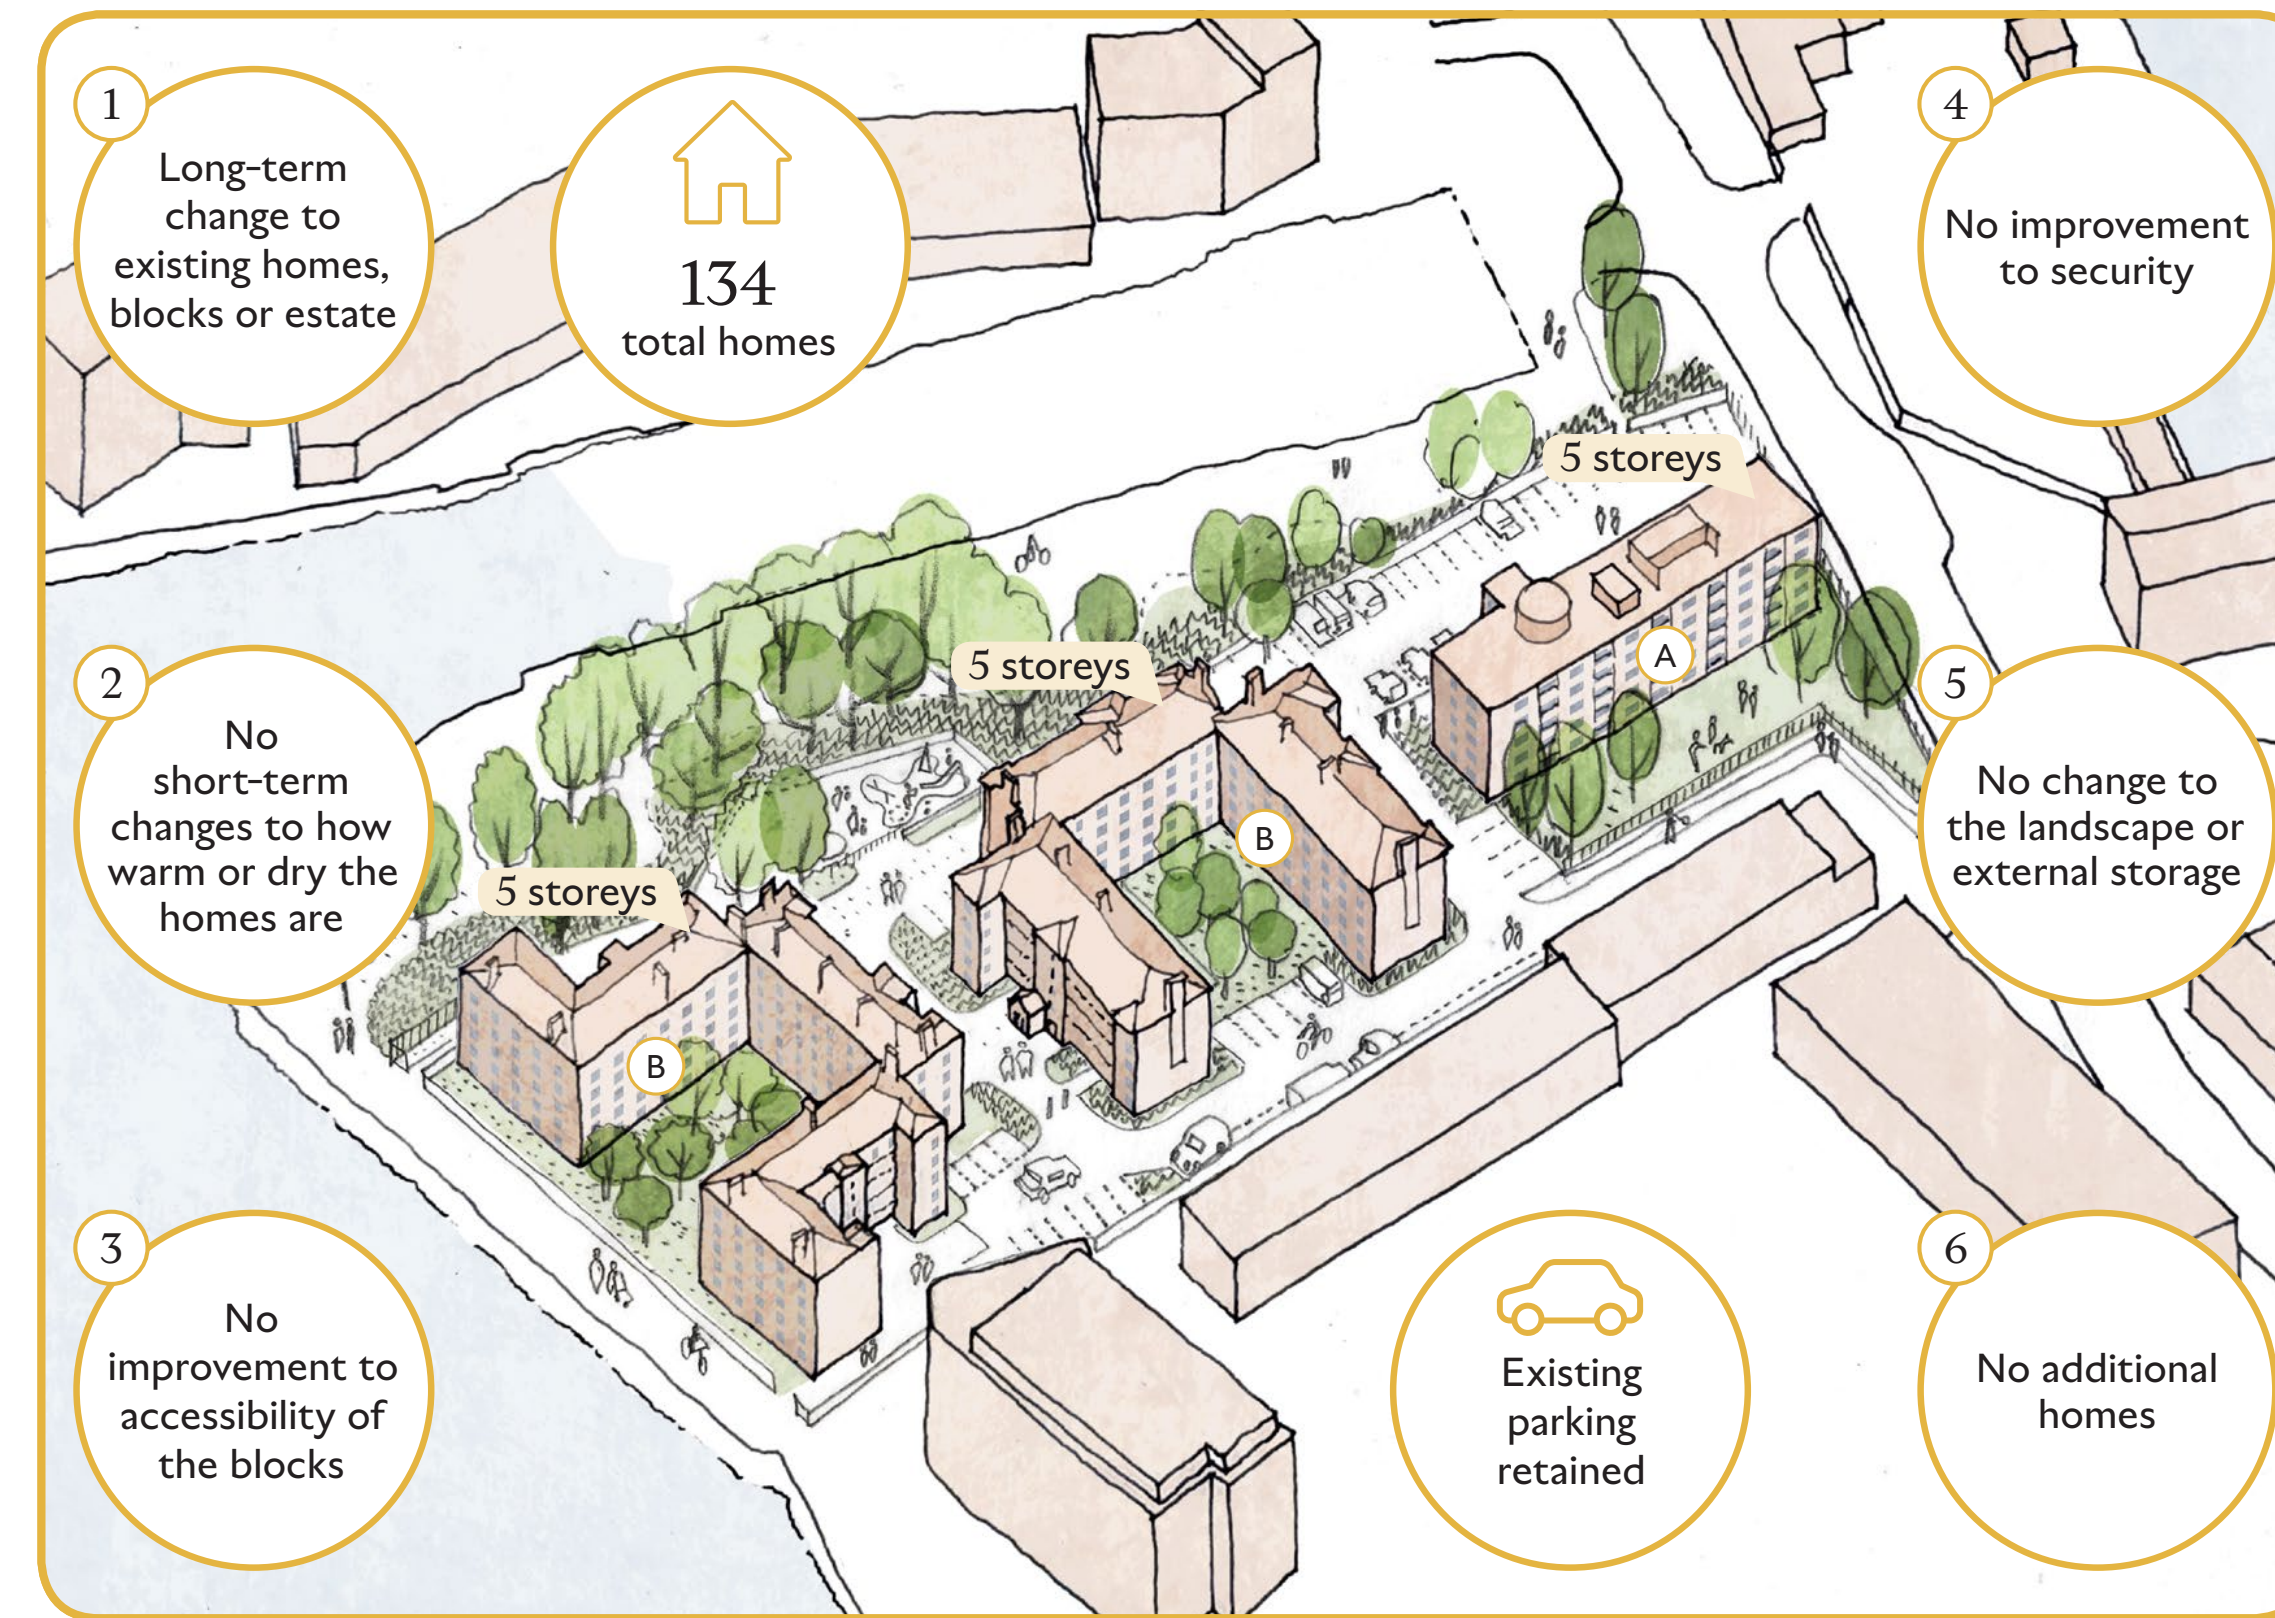 1
Long-term
change to
existing homes,
blocks or estate
134
total homes
4
No improvement
to security
5 storeys
5 storeys
A
2
No
short-term
changes to how
warm or dry the
homes are
5
No change to
the landscape or
external storage
B
5 storeys
B
3
No
improvement to
accessibility of
the blocks
Existing
parking
retained
6
No additional
homes